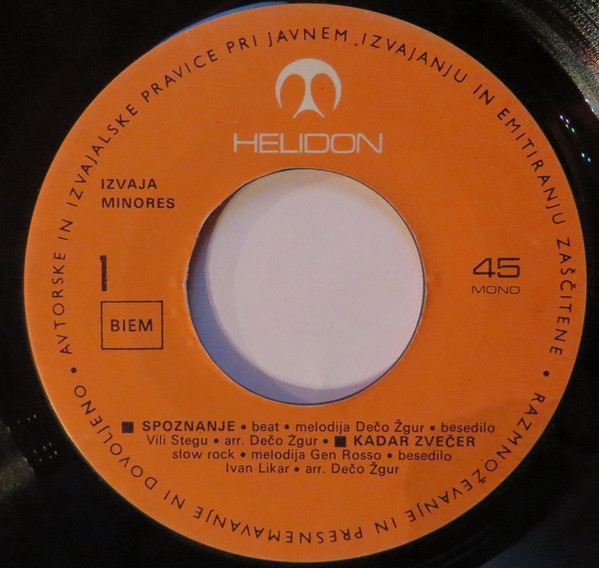 AVTORSKE IN IZVAJALSKE PRAVICE PRI JAVNEM IZVAJANJU IN EMITIRANJU ZAŠČITENE • RAZMNOŽEVANJE IN PRESNEMAVANJE NI DOVOLJENO •
HELIDON
IZVAJA
MINORES
1
45
MONO
BIEM
■ SPOZNANJE • beat • melodija Dečo Žgur • besedilo
Vili Stegu • arr. Dečo Žgur • ■ KADAR ZVEČER
slow rock • melodija Gen Rosso • besedilo
Ivan Likar • arr. Dečo Žgur